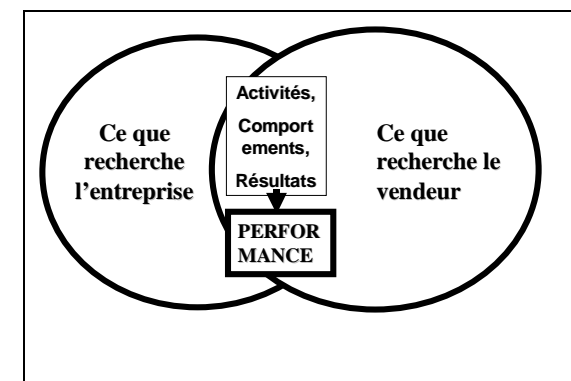 Ce que
recherche
l'entreprise
Activités,
Comport
ements,
Résultats
PERFOR
MANCE
Ce que
recherche le
vendeur